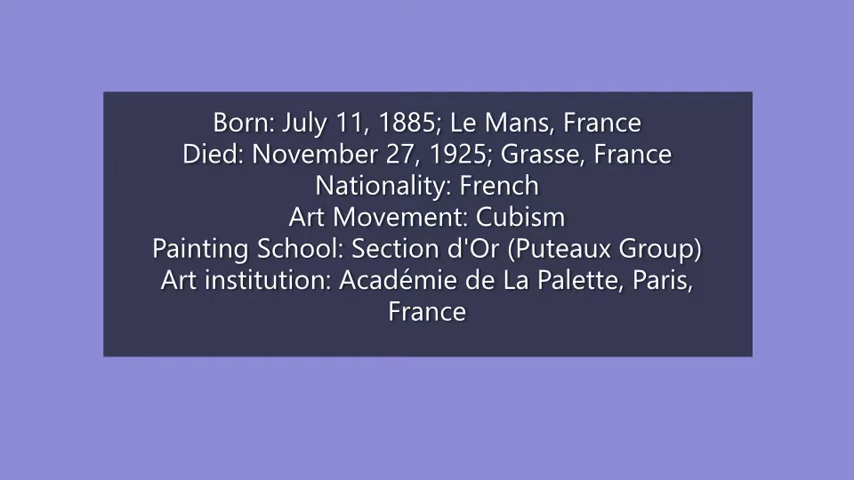 Born: July 11, 1885; Le Mans, France
Died: November 27, 1925; Grasse, France
Nationality: French
Art Movement: Cubism
Painting School: Section d'Or (Puteaux Group)
Art institution: Académie de La Palette, Paris,
France